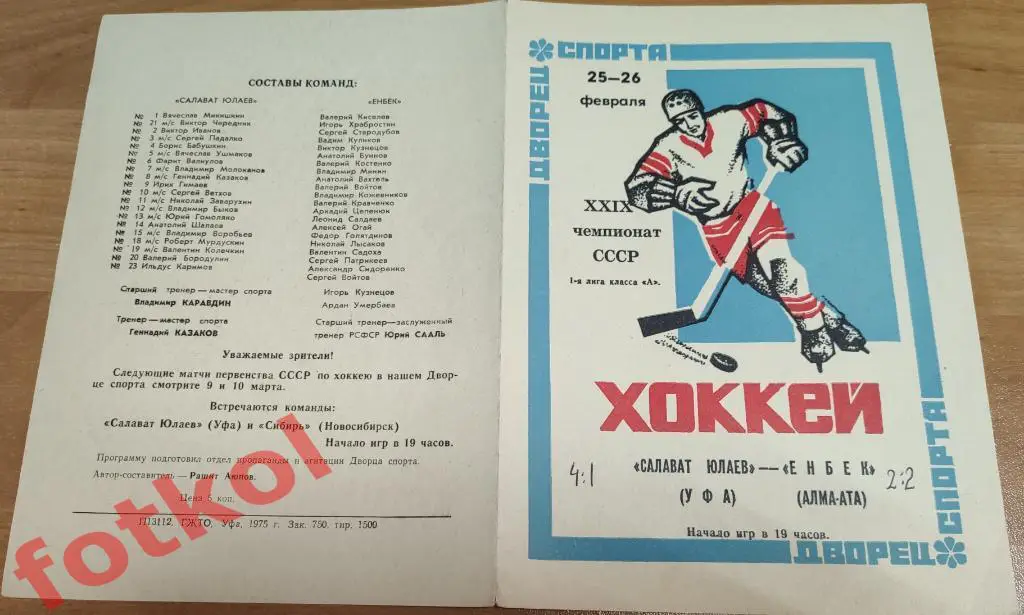 СОСТАВЫ КОМАНД:
«САЛАВАТ ЮЛАЕВ»
№ 1 Вячеслав Микишкин
№ 21 м/с Виктор Чередник
№ 2 Виктор Иванов
№ 3 м/с Сергей Падалко
№ 4 Борис Бабушкин
№ 5 м/с Вячеслав Ушмаков
№ 6 Фарит Валиулов
№ 7 м/с Владимир Молоканов
№ 8 м/с Геннадий Казаков
№ 9 Ирик Гимаев
№ 10 м/с Сергей Ветхов
№ 11 м/с Николай Заварухин
№ 12 м/с Владимир Быков
№ 13 м/с Юрий Гомоляко
№ 14 Анатолий Шалаев
№ 15 м/с Владимир Воробьев
№ 18 м/с Роберт Мурдускин
№ 19 м/с Валентин Колечкин
№ 20 Валерий Бородулин
№ 23 Ильдус Каримов
Старший тренер — мастер спорта
Владимир КАРАВДИН
Тренер — мастер спорта
Геннадий КАЗАКОВ
«ЕНБЕК»
Валерий Киселев
Игорь Храбростин
Сергей Стародубов
Вадим Куликов
Виктор Кузнецов
Анатолий Буинов
Валерий Костенко
Владимир Минин
Анатолий Вахтель
Валерий Войтов
Владимир Кожевников
Валерий Кравченко
Аркадий Цепенюк
Леонид Салдаев
Алексей Огай
Федор Голятдинов
Николай Лысаков
Валентин Садоха
Сергей Патрикеев
Александр Сидоренко
Сергей Войтов
Игорь Кузнецов
Ардан Умербаев
Старший тренер—заслуженный
тренер РСФСР Юрий СААЛЬ
Уважаемые зрители!
Следующие матчи первенства СССР по хоккею в нашем Двор-
це спорта смотрите 9 и 10 марта.
Встречаются команды:
«Салават Юлаев» (Уфа) и «Сибирь» (Новосибирск)
Начало игр в 19 часов.
Программу подготовил отдел пропаганды и агитации Дворца спорта.
Автор-составитель — Рашит Аюпов.
Цена 5 коп.
П13112, ГЖТО, Уфа, 1975 г. Зак. 750, тир. 1500
fotkol
ДВОРЕЦ СПОРТА
25—26
февраля
XXIX
чемпионат
СССР
1-я лига класса «А».
ХОККЕЙ
«САЛАВАТ ЮЛАЕВ» — «ЕНБЕК»
(УФА) (АЛМА-АТА)
4:1 2:2
Начало игр в 19 часов.
ДВОРЕЦ СПОРТА